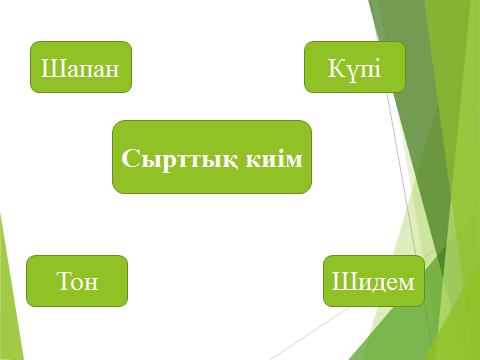 Шапан
Күпі
Сырттық киім
Тон
Шидем